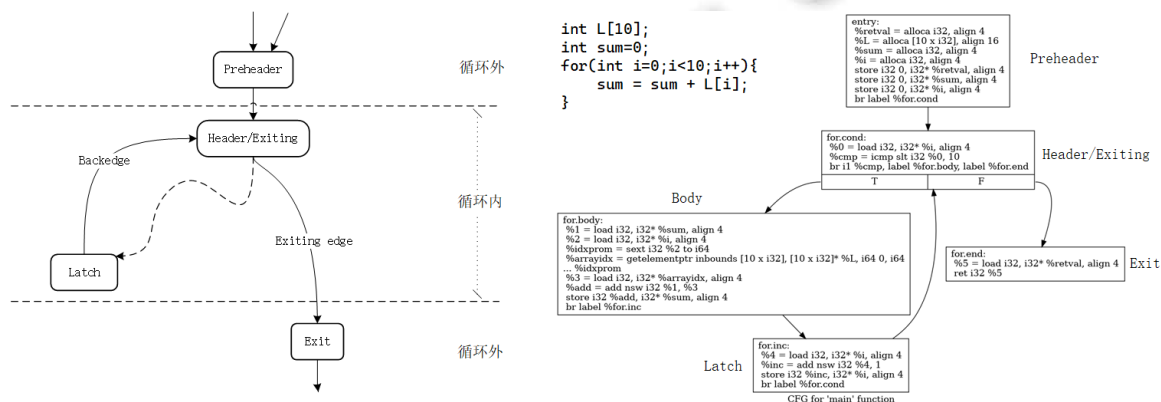 Preheader
循环外
Header/Exiting
Backedge
循环内
Exiting edge
Latch
Exit
循环外
int L[10];
int sum=0;
for(int i=0;i<10;i++){
    sum = sum + L[i];
}
entry:
%retval = alloca i32, align 4
%L = alloca [10 x i32], align 16
%sum = alloca i32, align 4
%i = alloca i32, align 4
store i32 0, i32* %retval, align 4
store i32 0, i32* %sum, align 4
store i32 0, i32* %i, align 4
br label %for.cond
Preheader
for.cond:
%0 = load i32, i32* %i, align 4
%cmp = icmp slt i32 %0, 10
br i1 %cmp, label %for.body, label %for.end
T
F
Header/Exiting
Body
for.body:
%1 = load i32, i32* %sum, align 4
%2 = load i32, i32* %i, align 4
%idxprom = sext i32 %2 to i64
%arrayidx = getelementptr inbounds [10 x i32], [10 x i32]* %L, i64 0, i64
... %idxprom
%3 = load i32, i32* %arrayidx, align 4
%add = add nsw i32 %1, %3
store i32 %add, i32* %sum, align 4
br label %for.inc
for.end:
%5 = load i32, i32* %retval, align 4
ret i32 %5
Exit
Latch
for.inc:
%4 = load i32, i32* %i, align 4
%inc = add nsw i32 %4, 1
store i32 %inc, i32* %i, align 4
br label %for.cond
CFG for 'main' function